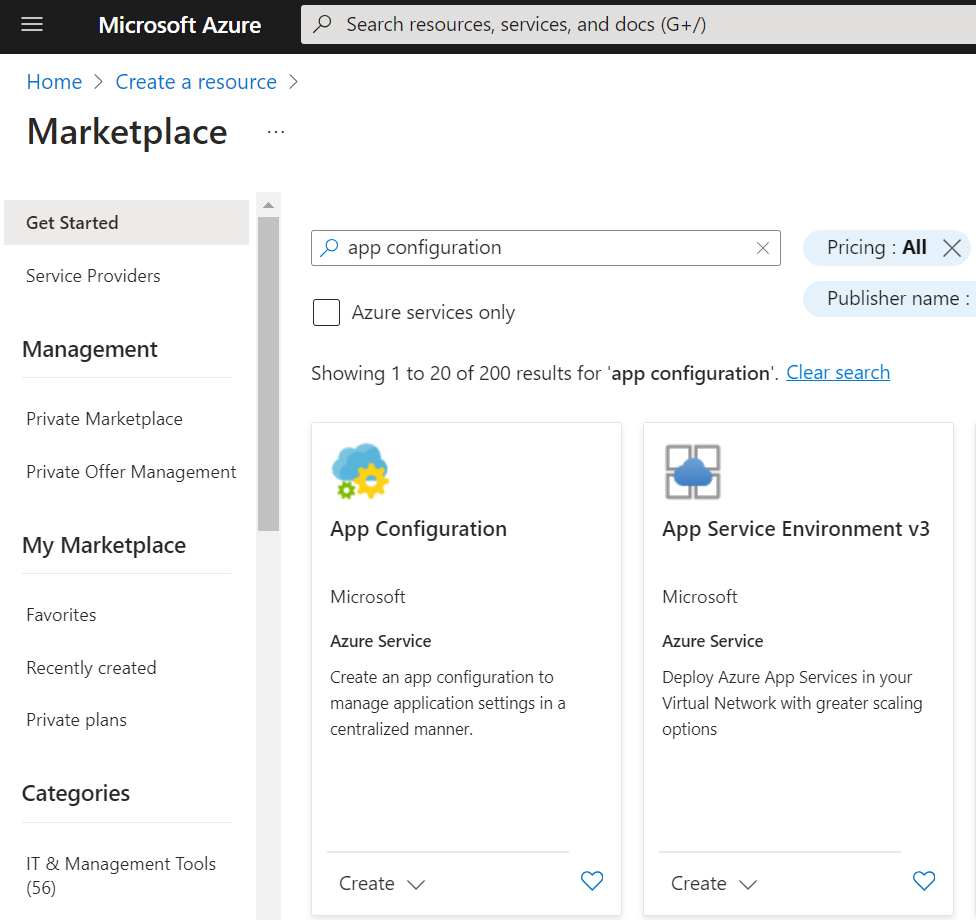 Microsoft Azure
Search resources, services, and docs (G+/)
Home > Create a resource >
Marketplace ...
Get Started
Service Providers
Management
Private Marketplace
Private Offer Management
My Marketplace
Favorites
Recently created
Private plans
Categories
IT & Management Tools
(56)
app configuration
Pricing : All
Azure services only
Publisher name :
Showing 1 to 20 of 200 results for 'app configuration'. Clear search
App Configuration
Microsoft
Azure Service
Create an app configuration to
manage application settings in a
centralized manner.
Create
App Service Environment v3
Microsoft
Azure Service
Deploy Azure App Services in your
Virtual Network with greater scaling
options
Create